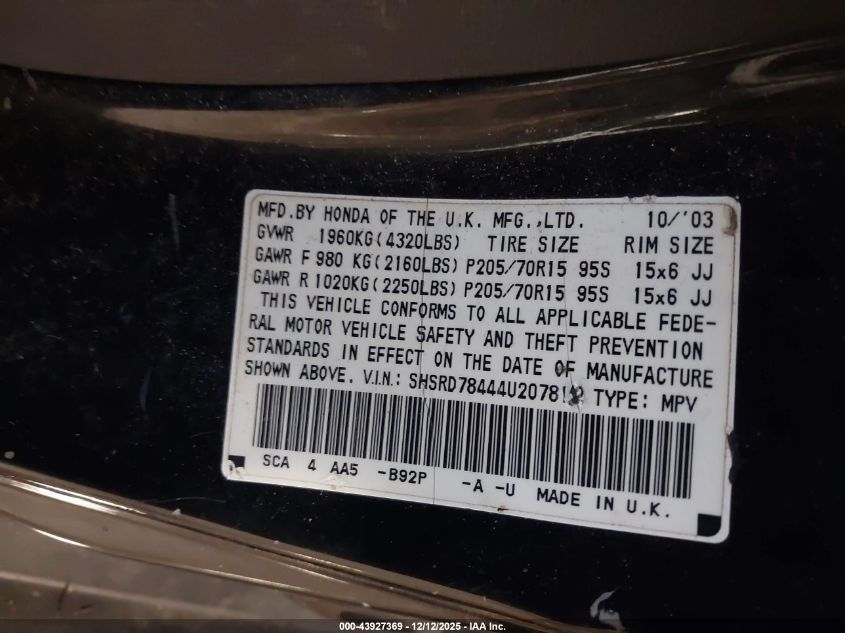 MFD.BY HONDA OF THE U.K. MFG.,LTD. 10/'03
GVWR 1960KG(4320LBS) TIRE SIZE RIM SIZE
GAWR F 980 KG(2160LBS) P205/70R15 95S 15x6 JJ
GAWR R 1020KG(2250LBS) P205/70R15 95S 15x6 JJ
THIS VEHICLE CONFORMS TO ALL APPLICABLE FEDE-
RAL MOTOR VEHICLE SAFETY AND THEFT PREVENTION
STANDARDS IN EFFECT ON THE DATE OF MANUFACTURE
SHOWN ABOVE. V.I.N.: TYPE: MPV
SCA 4 AA5 -B92P -A -U MADE IN U.K.
000-43927369 - 12/12/2025 - IAA Inc.